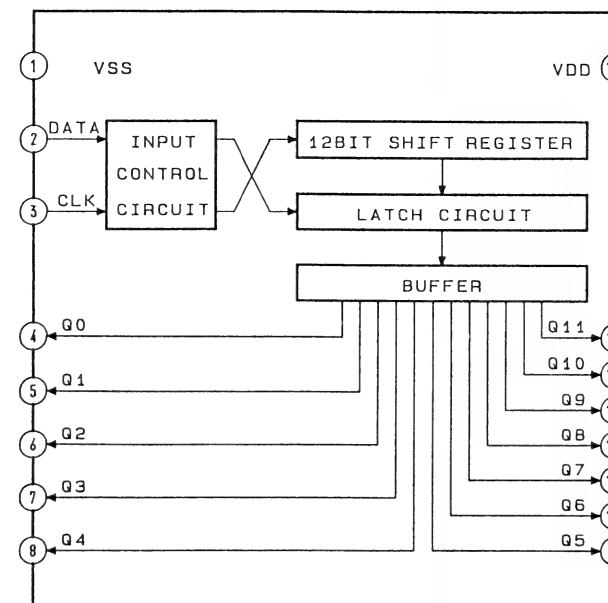 1 VSS VDD
2 DATA
INPUT
CONTROL
CIRCUIT
12BIT SHIFT REGISTER
3 CLK
LATCH CIRCUIT
BUFFER
4 Q0 Q11
Q10
5 Q1
Q9
6 Q2 Q8
Q7
7 Q3
Q6
8 Q4 Q5